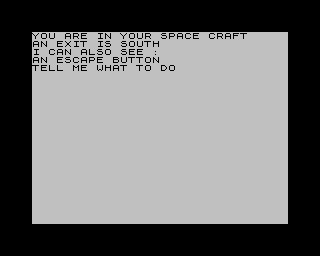 YOU ARE IN YOUR SPACE CRAFT
AN EXIT IS SOUTH
I CAN ALSO SEE :
AN ESCAPE BUTTON
TELL ME WHAT TO DO